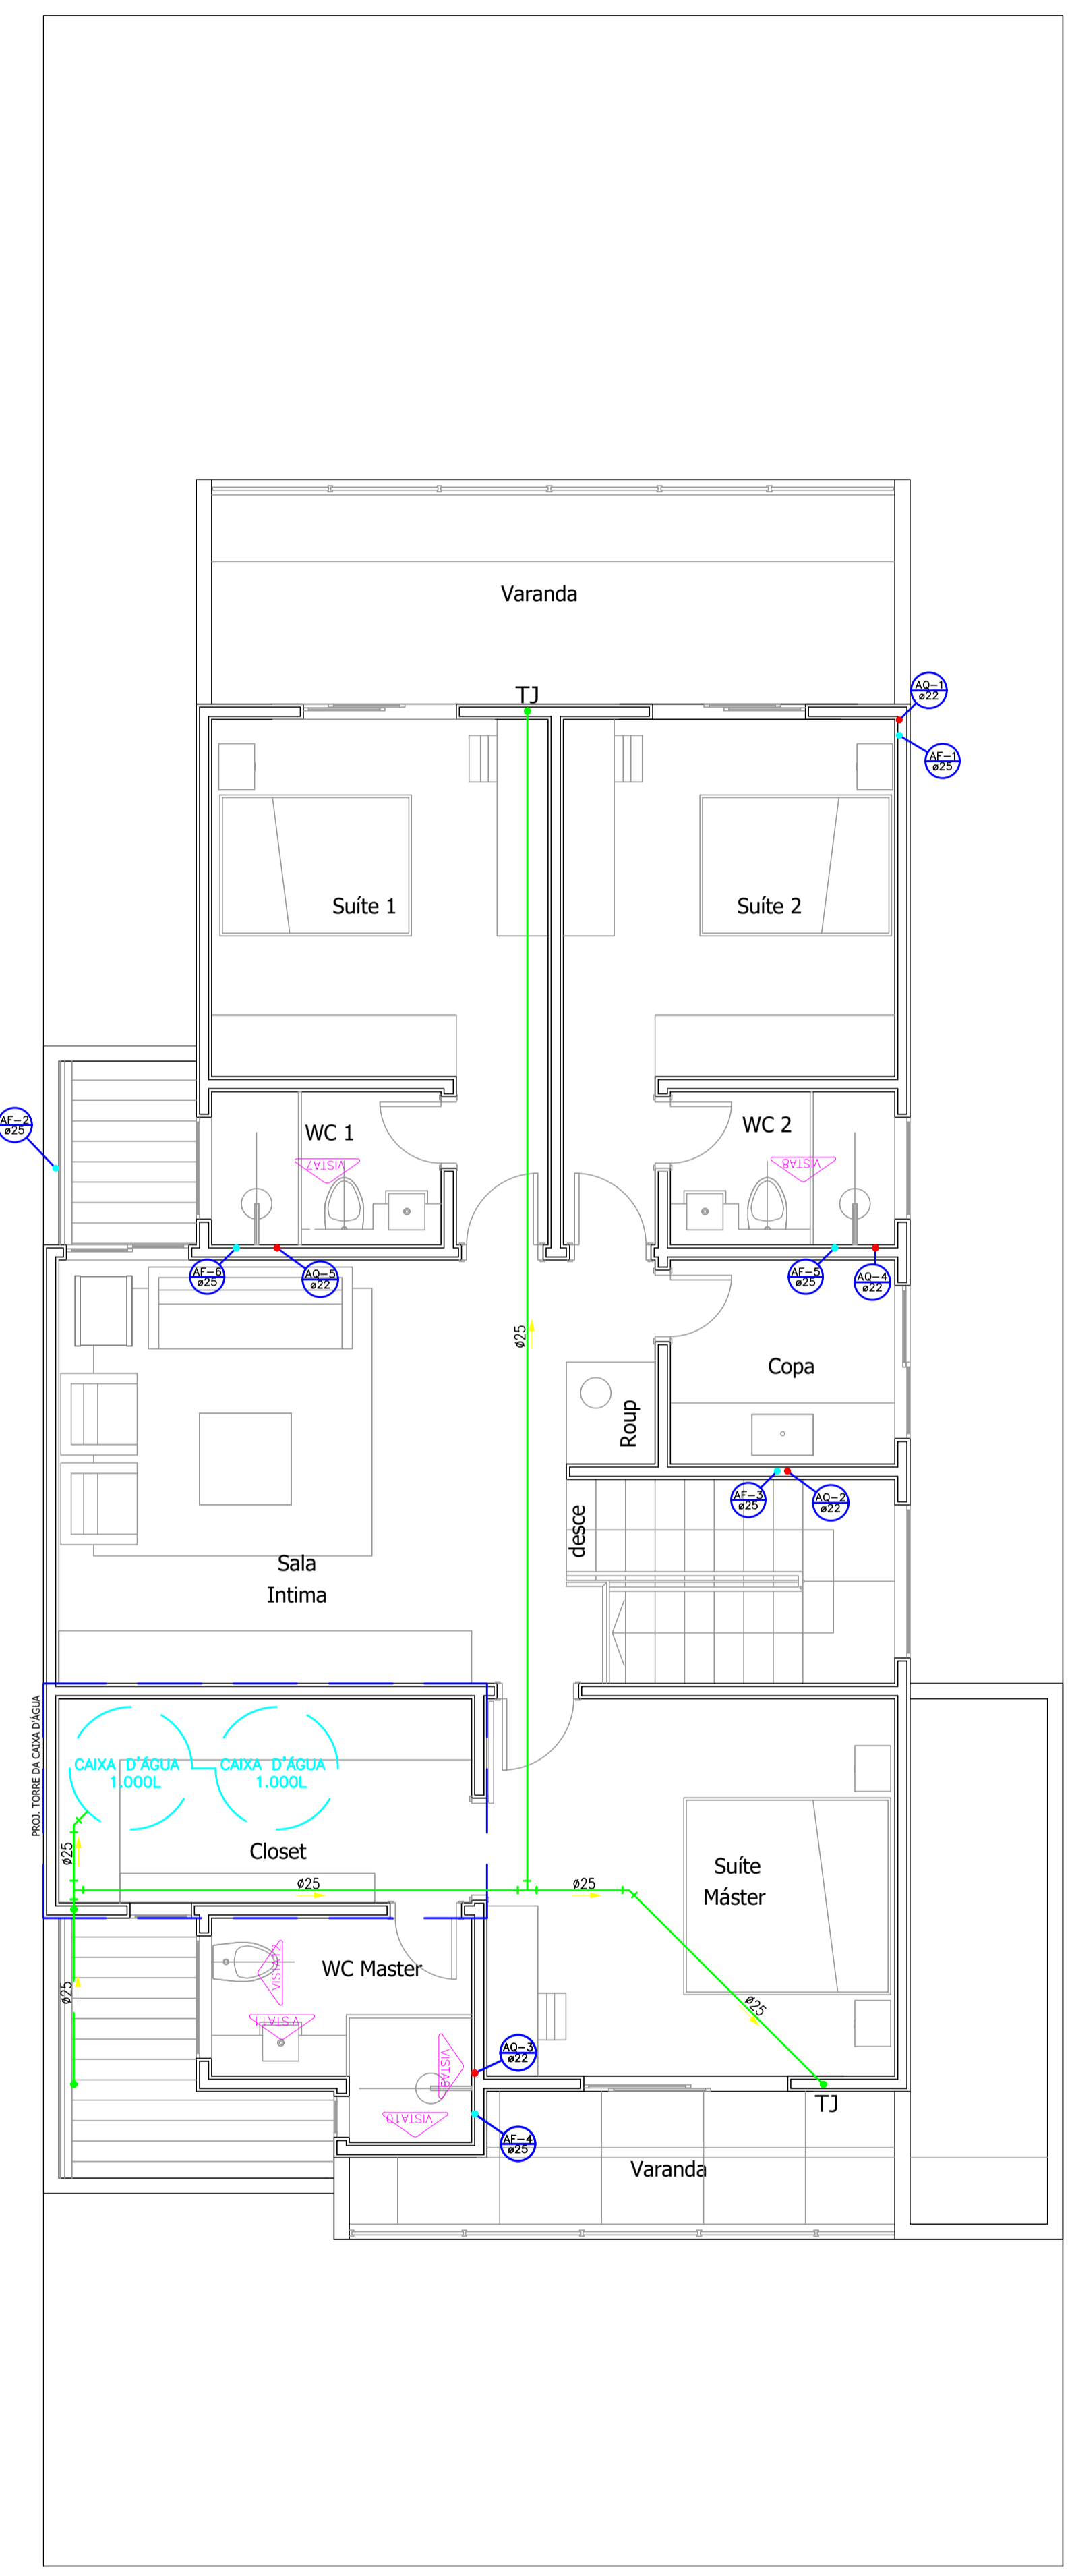 Varanda
TJ
AQ-1
ø22
AF-1
ø25
Suíte 1
Suíte 2
AF-2
ø25
WC 1
WC 2
VISTA7
VISTA8
AF-6
ø25
AQ-5
ø22
AF-5
ø25
AQ-4
ø22
ø25
Copa
Roup
AF-3
ø25
AQ-2
ø22
desce
Sala
Intima
PROJ. TORRE DA CAIXA D'ÁGUA
CAIXA D'ÁGUA
1.000L
CAIXA D'ÁGUA
1.000L
ø25
Closet
ø25
ø25
Suíte
Máster
WC Master
VISTA12
ø25
VISTA11
ø25
AQ-3
ø22
VISTA9
VISTA10
TJ
AF-4
ø25
Varanda